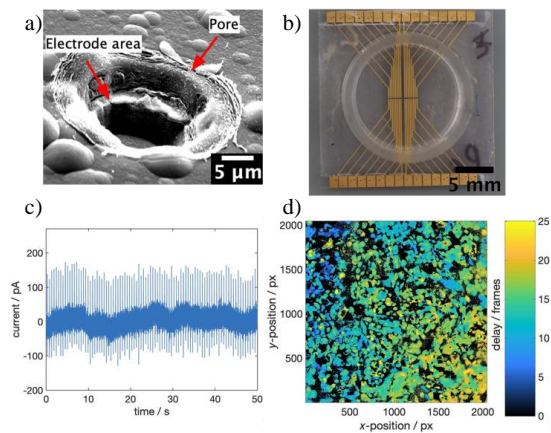 a)
Electrode area
Pore
5 µm
b)
5 mm
c)
current / pA
200
100
0
-100
-200
0
10
20
30
40
50
time / s
d)
y-position / px
2000
1500
1000
500
500
1000
1500
2000
x-position / px
25
20
15
10
5
0
delay / frames